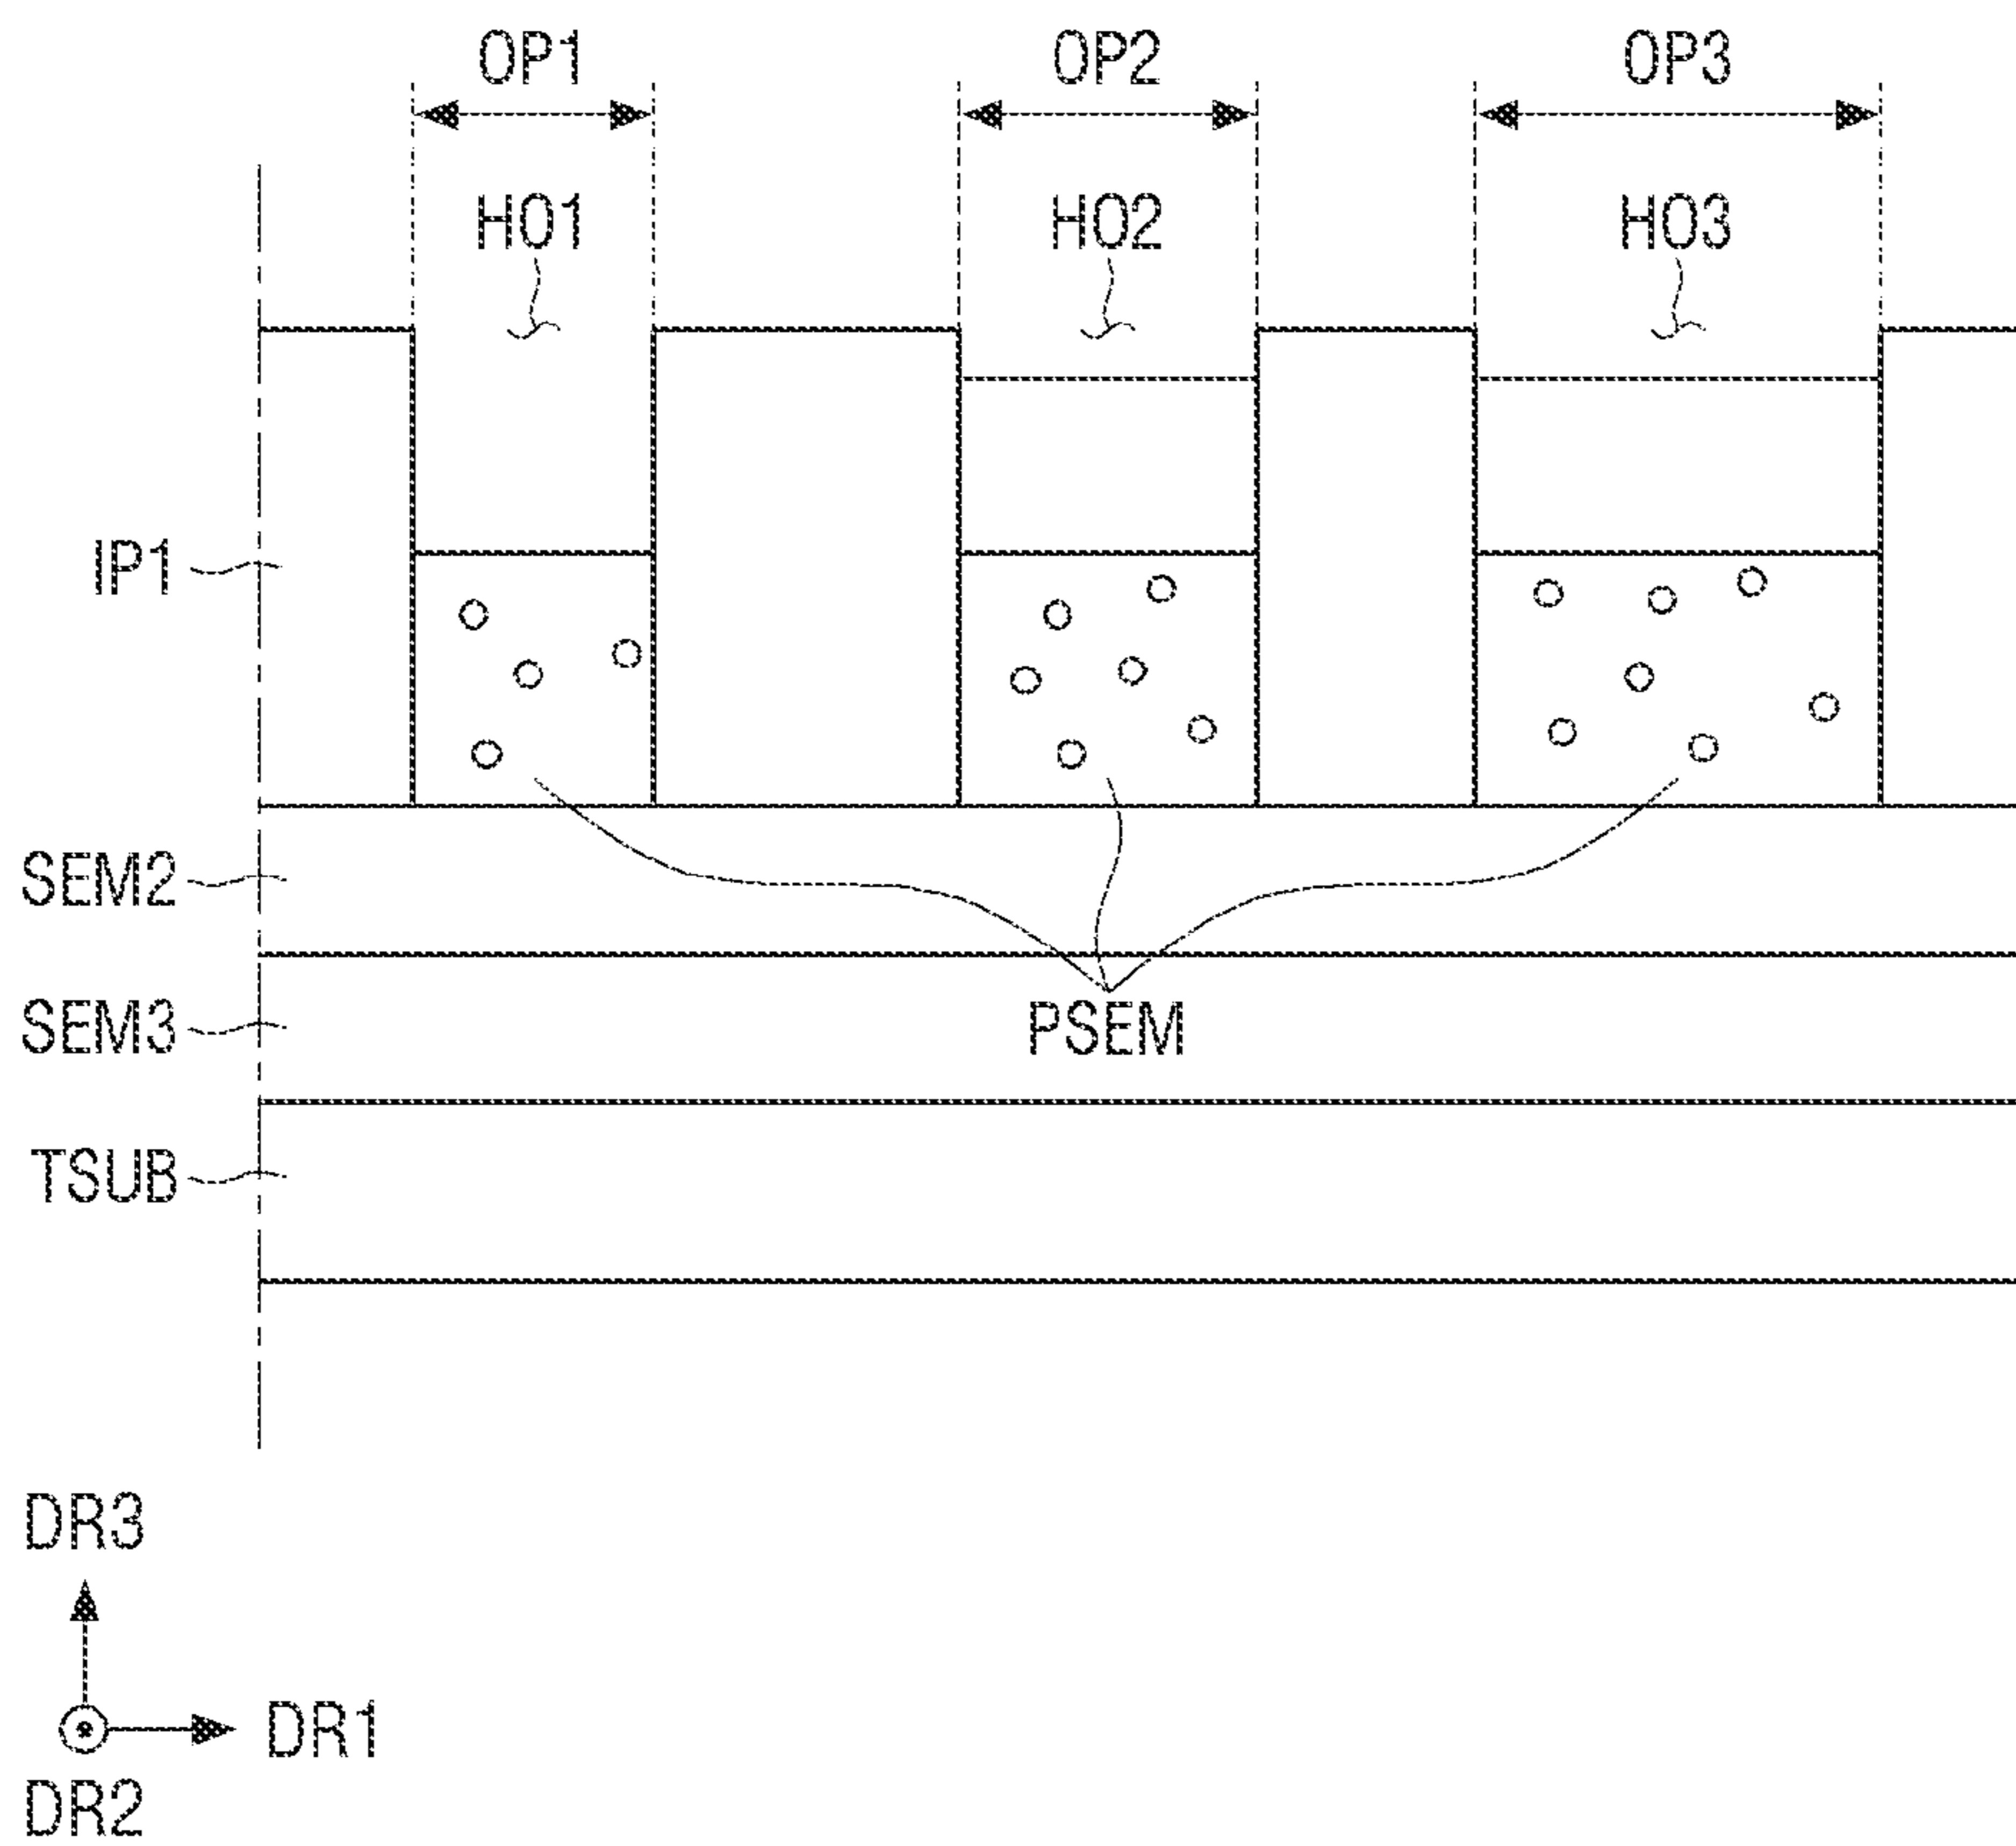 OP1 OP2 OP3
HO1 HO2 HO3
IP1
SEM2
SEM3 PSEM
TSUB
DR3
DR1
DR2